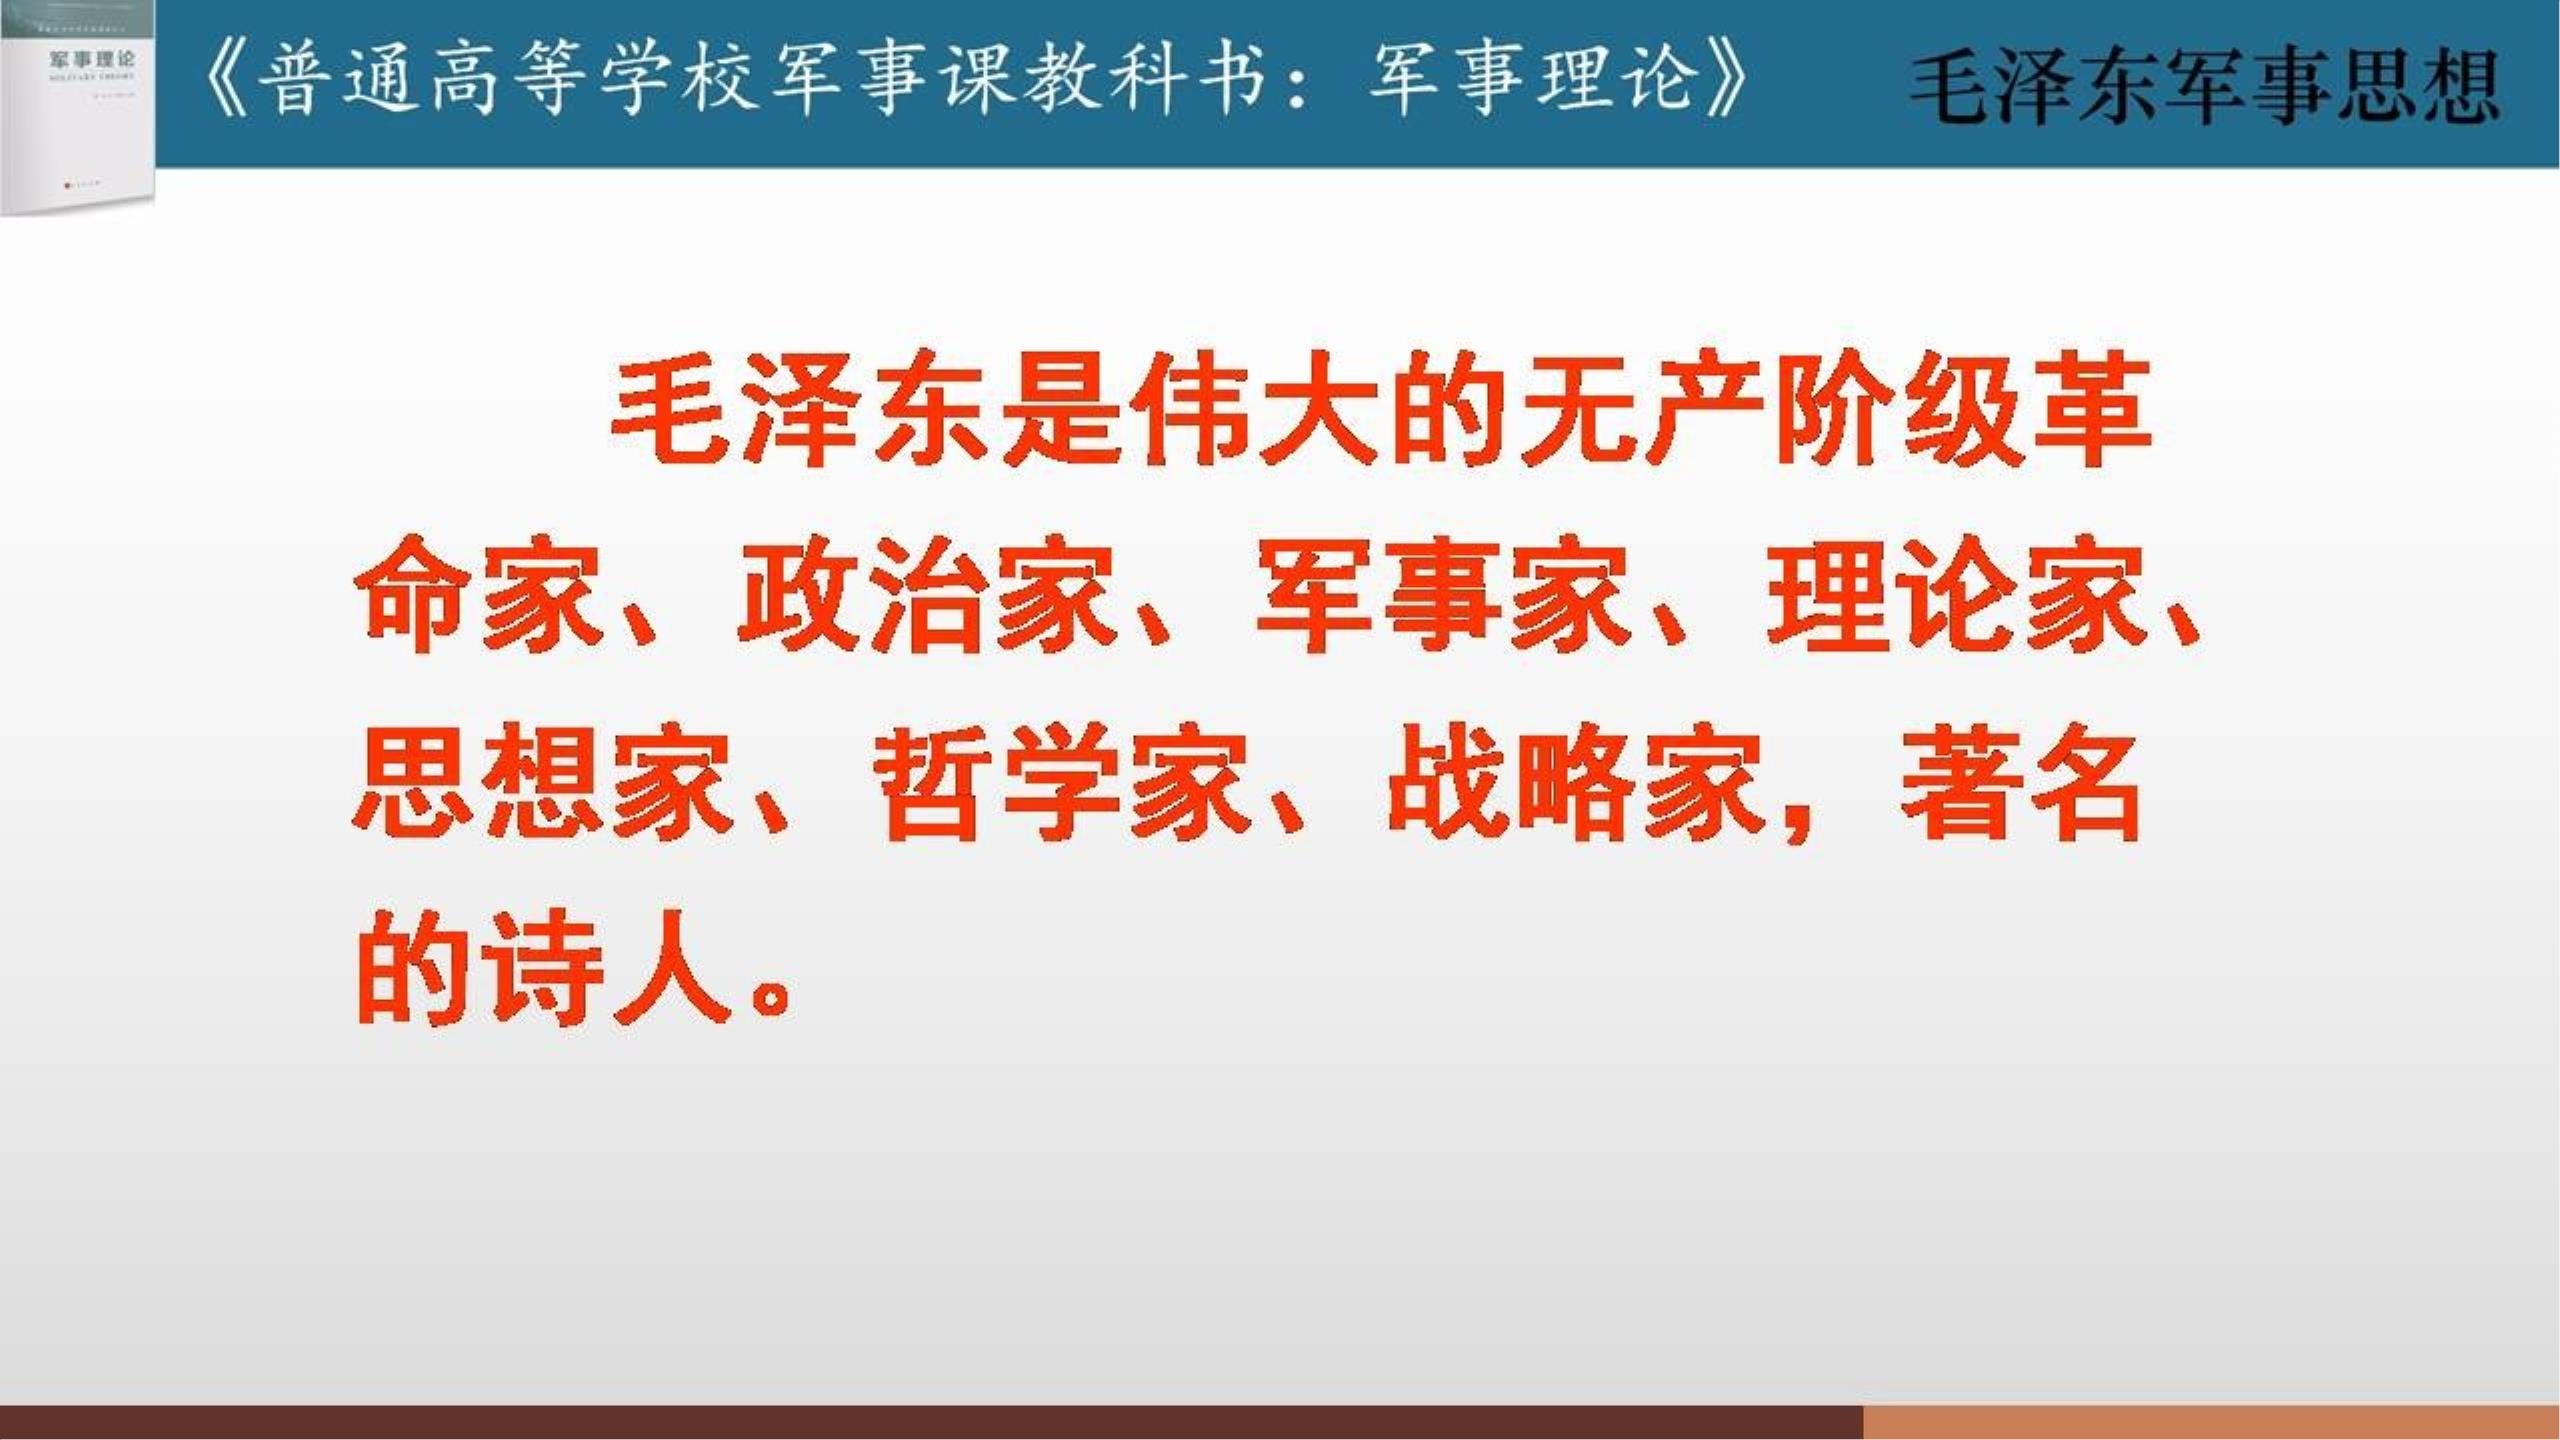 军事理论
MILITARY THEORY
《普通高等学校军事课教科书：军事理论》
毛泽东军事思想
毛泽东是伟大的无产阶级革
命家、政治家、军事家、理论家、
思想家、哲学家、战略家，著名
的诗人。